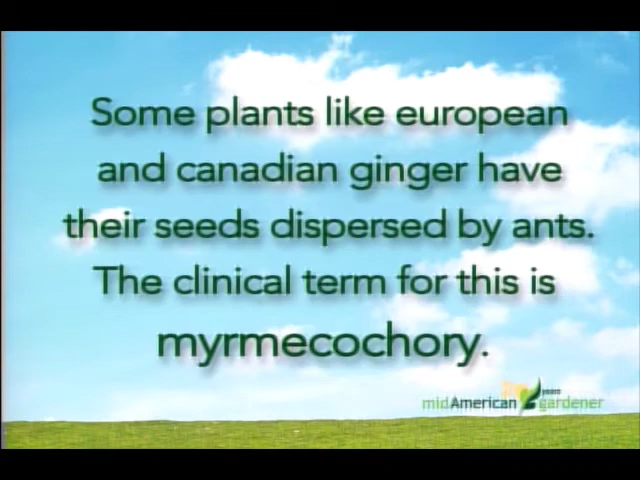 Some plants like european
and canadian ginger have
their seeds dispersed by ants.
The clinical term for this is
myrmecochory.
years
midAmerican gardener